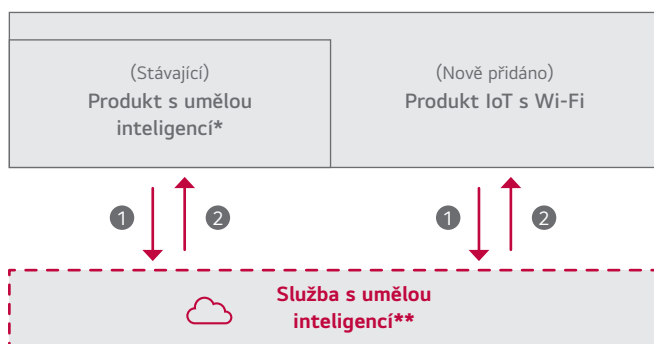 (Stávající)
Produkt s umělou
inteligencí*
(Nově přidáno)
Produkt IoT s Wi-Fi
1
2
1
2
Služba s umělou
inteligencí**